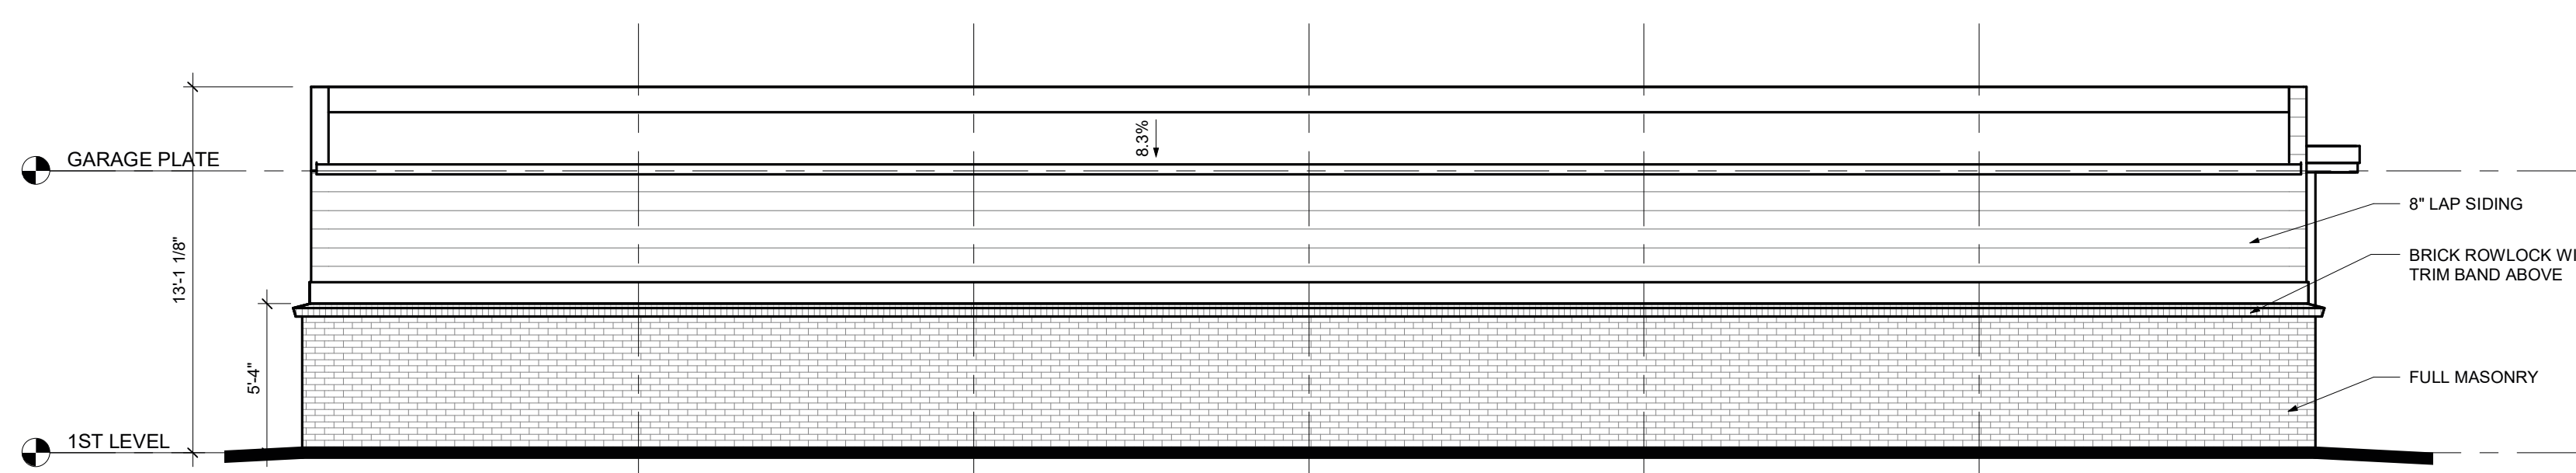 GARAGE PLATE
8.3%
13'-1 1/8"
8" LAP SIDING
BRICK ROWLOCK
TRIM BAND ABOVE
5'-4"
FULL MASONRY
1ST LEVEL